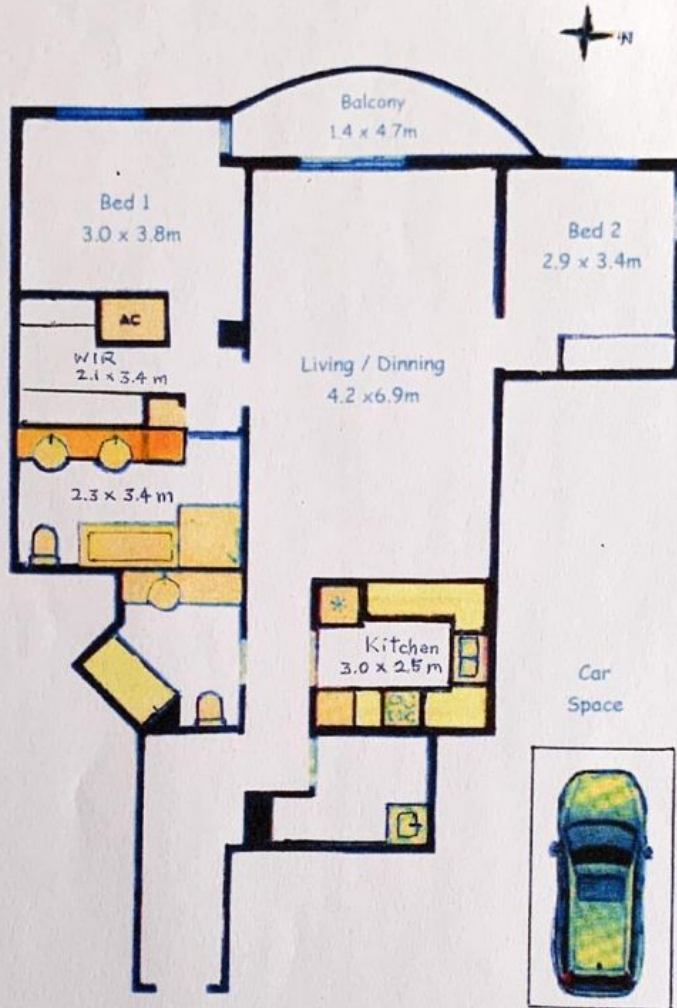 N
Balcony
1.4 x 4.7m
Bed 1
3.0 x 3.8m
Bed 2
2.9 x 3.4m
AC
WIR
2.1 x 3.4 m
Living / Dinning
4.2 x6.9m
2.3 x 3.4 m
Kitchen
3.0 x 2.5 m
Car
Space